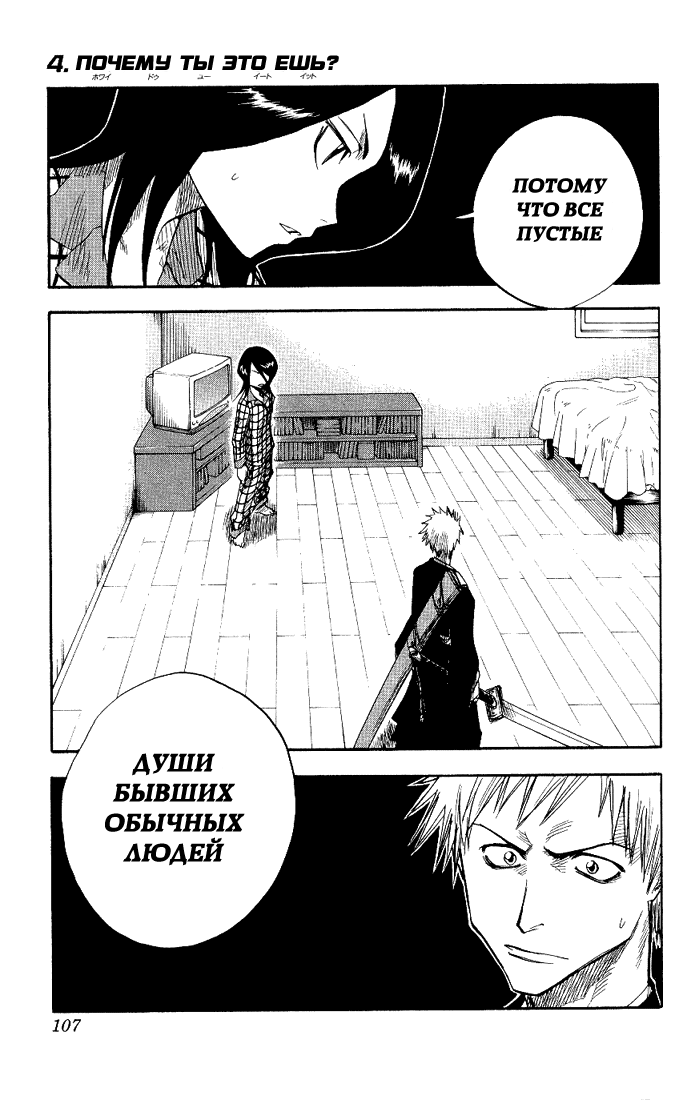 4. ПОЧЕМУ ТЫ ЭТО ЕШЬ?
ホワイ ドゥ ユー イート イット
ПОТОМУ
ЧТО ВСЕ
ПУСТЫЕ
ДУШИ
БЫВШИХ
ОБЫЧНЫХ
ЛЮДЕЙ
107